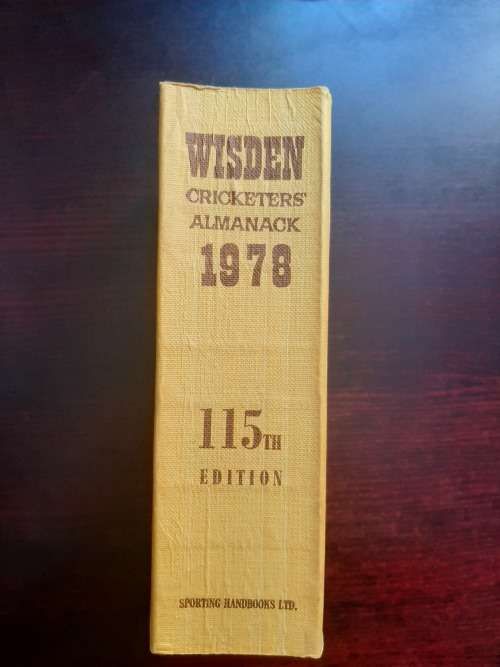 WISDEN
CRICKETERS'
ALMANACK
1978
115TH
EDITION
SPORTING HANDBOOKS LTD.